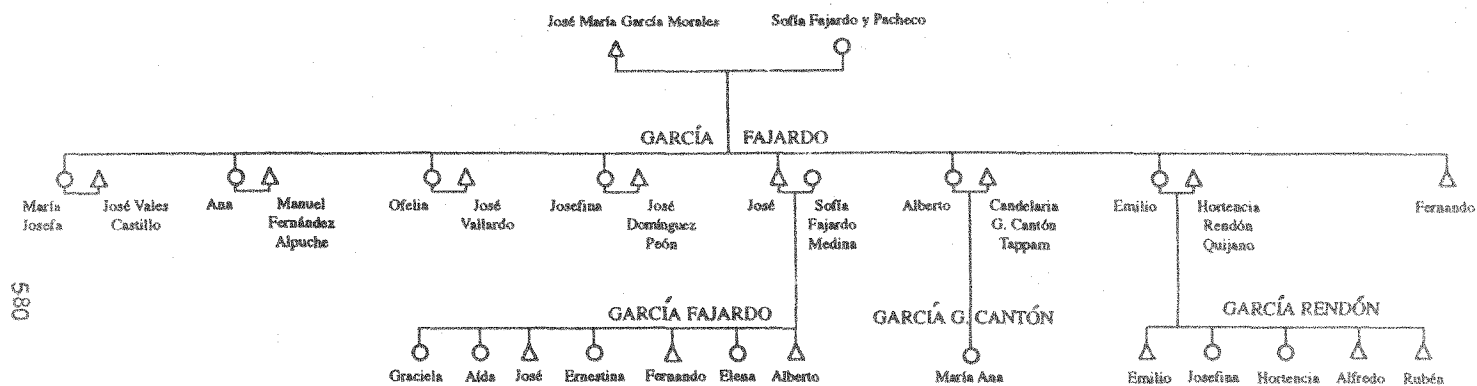 José María García Morales
Sofía Fajardo y Pacheco
GARCÍA FAJARDO
María
Josefa
José Vales
Castillo
Ana
Manuel
Fernández
Alpuche
Ofelia
José
Vallardo
Josefina
José
Domínguez
Peón
José
Sofía
Fajardo
Medina
Alberto
Candelaria
G. Cantón
Tappam
Emilio
Hortencia
Rendón
Quijano
Fernando
580
GARCÍA FAJARDO
GARCÍA G. CANTÓN
GARCÍA RENDÓN
Graciela
Aída
José
Ernestina
Fernando
Elena
Alberto
María Ana
Emilio
Josefina
Hortencia
Alfredo
Rubén